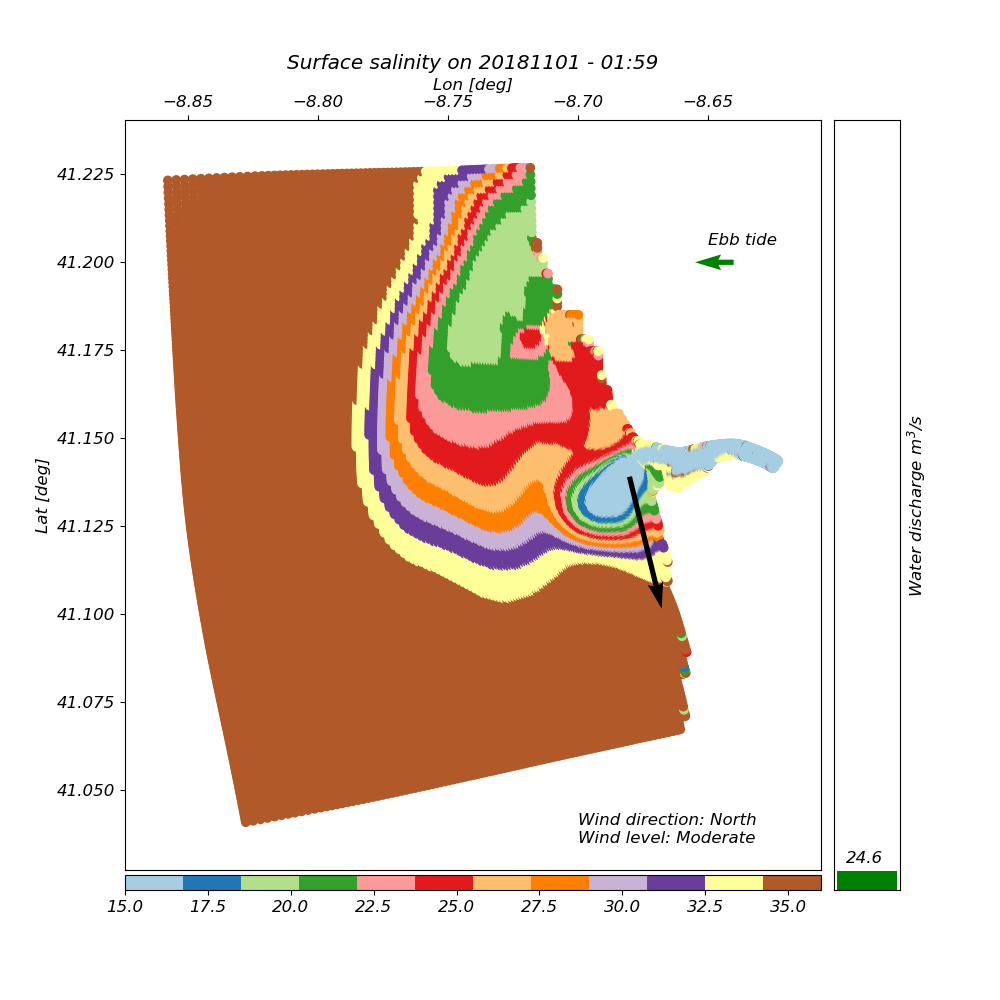 Surface salinity on 20181101 - 01:59
Lon [deg]
−8.85 −8.80 −8.75 −8.70 −8.65
41.225
41.200
41.175
41.150
41.125
41.100
41.075
41.050
Lat [deg]
Ebb tide
Wind direction: North
Wind level: Moderate
15.0 17.5 20.0 22.5 25.0 27.5 30.0 32.5 35.0
24.6
Water discharge m³/s